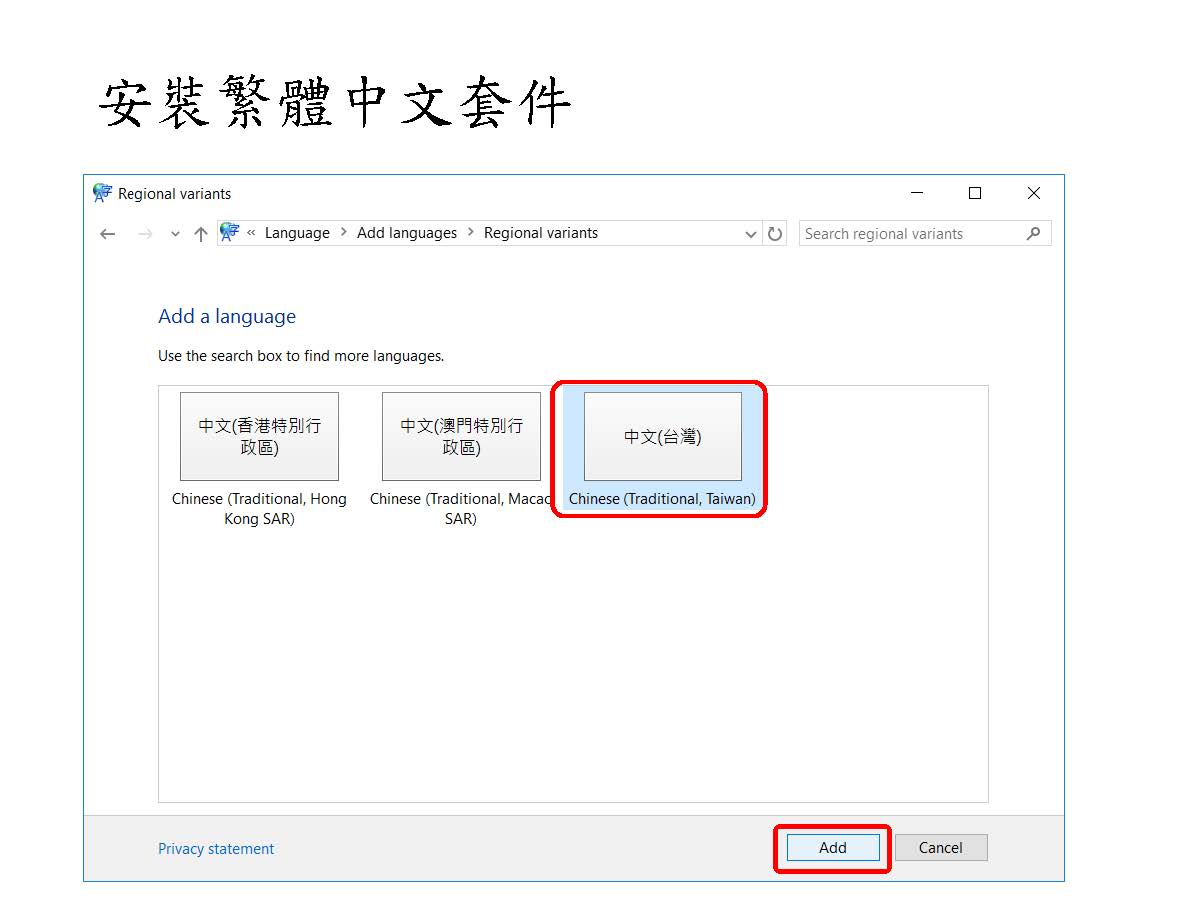 安裝繁體中文套件
Regional variants
« Language > Add languages > Regional variants
Search regional variants
Add a language
Use the search box to find more languages.
中文(香港特別行
政區)
Chinese (Traditional, Hong
Kong SAR)
中文(澳門特別行
政區)
Chinese (Traditional, Macao
SAR)
中文(台灣)
Chinese (Traditional, Taiwan)
Privacy statement
Add
Cancel